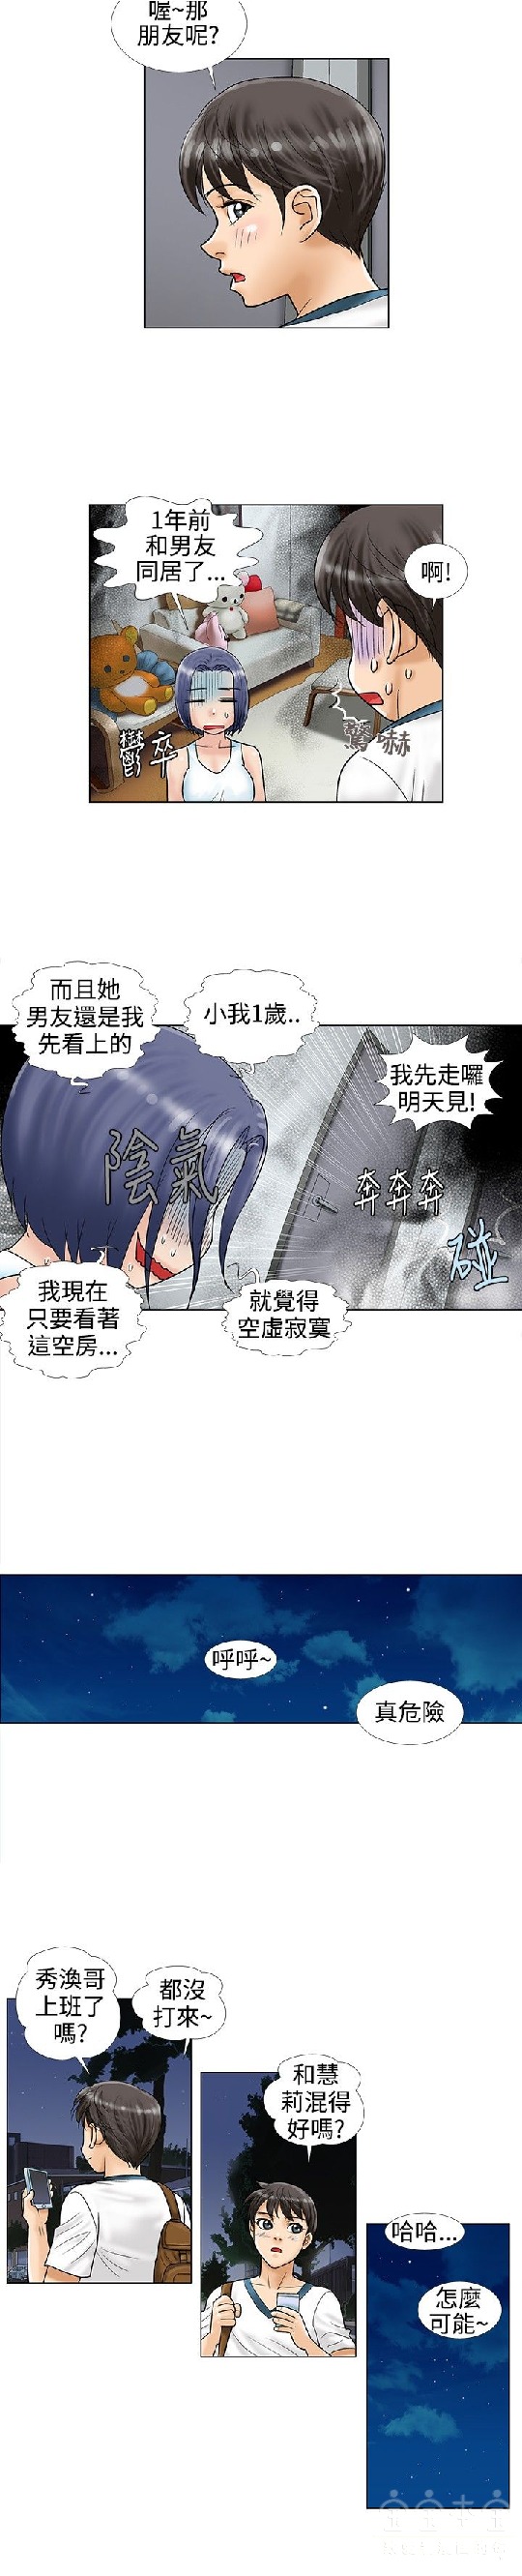 喔~那
朋友呢?
1年前
和男友
同居了...
啊!
鬱卒
驚嚇
而且她
男友還是我
先看上的
小我1歲..
我先走囉
明天見!
陰氣
奔奔奔
碰
我現在
只要看著
這空房...
就覺得
空虛寂寞
呼呼~
真危險
秀渙哥
上班了
嗎?
都沒
打來~
和慧
莉混得
好嗎?
哈哈...
怎麼
可能~